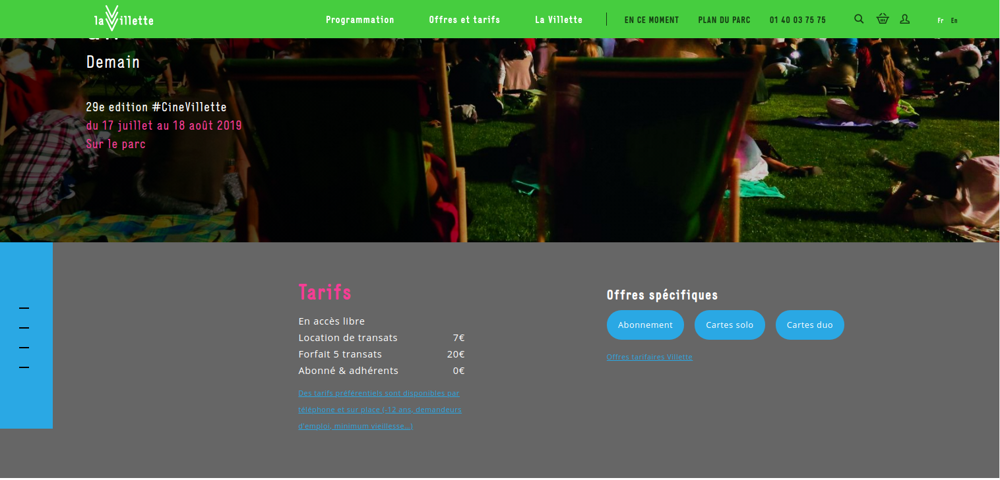 la Villette
Programmation
Offres et tarifs
La Villette
EN CE MOMENT
PLAN DU PARC
01 40 03 75 75
Fr
En
Demain
29e edition #CineVillette
du 17 juillet au 18 août 2019
Sur le parc
Tarifs
En accès libre
Location de transats 7€
Forfait 5 transats 20€
Abonné & adhérents 0€
Des tarifs préférentiels sont disponibles par
téléphone et sur place (-12 ans, demandeurs
d'emploi, minimum vieillesse...)
Offres spécifiques
Abonnement
Cartes solo
Cartes duo
Offres tarifaires Villette